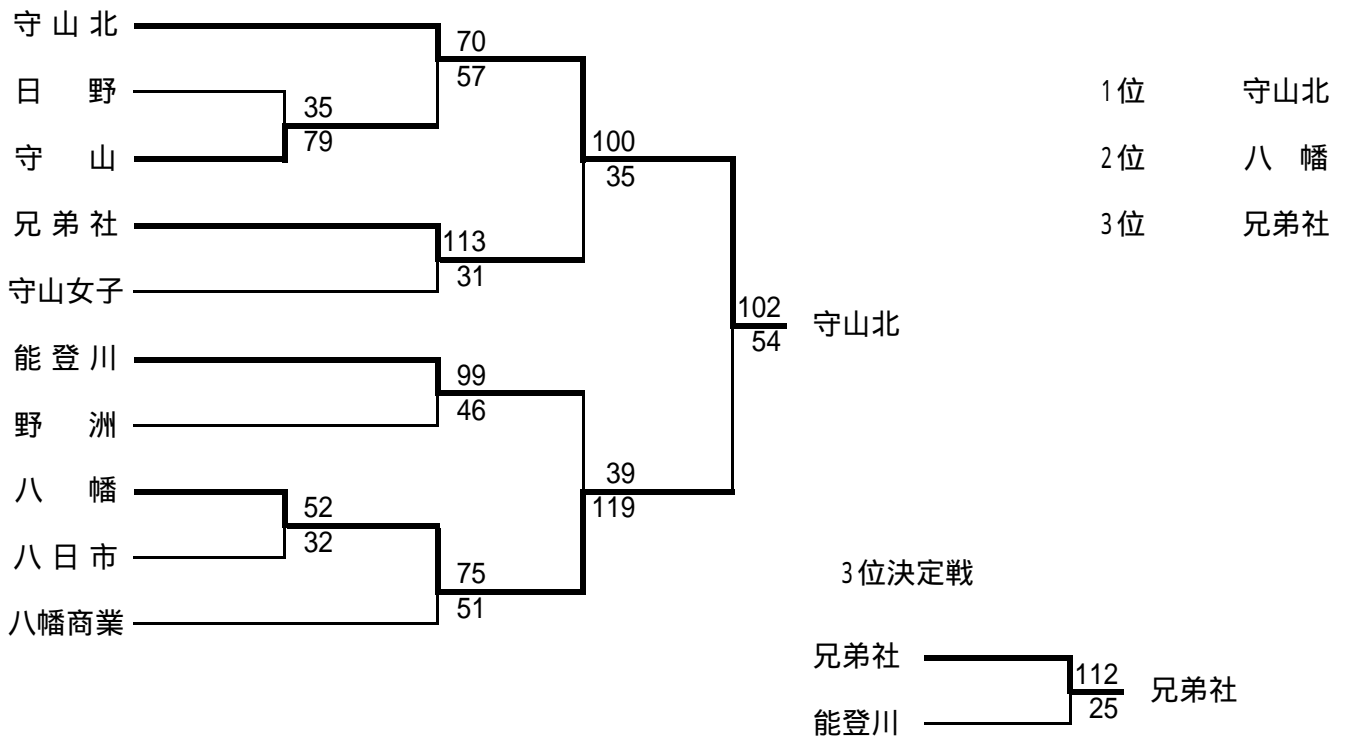 守山北
70
57
日　野
35
79
1位　守山北
守　山
100
35
2位　八　幡
兄弟社
113
31
3位　兄弟社
守山女子
102
54
守山北
能登川
99
46
野　洲
39
119
八　幡
52
32
八日市
75
51
3位決定戦
八幡商業
兄弟社
112
25
兄弟社
能登川